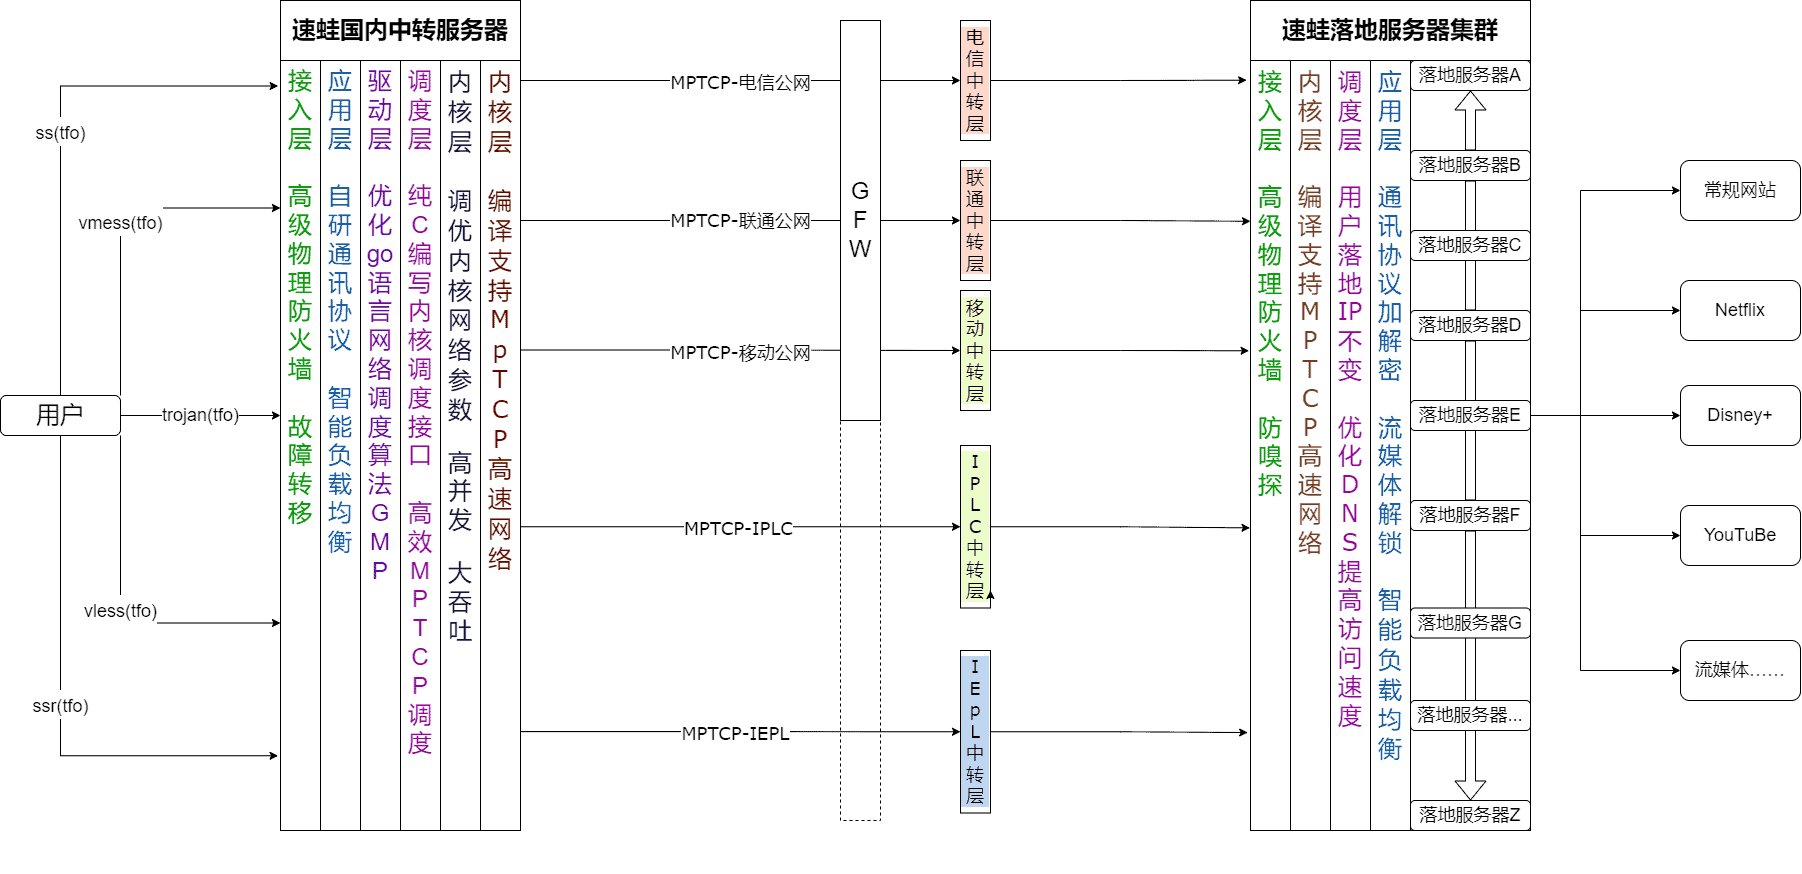 速蛙国内中转服务器
速蛙落地服务器集群
用户
ss(tfo)
vmess(tfo)
trojan(tfo)
vless(tfo)
ssr(tfo)
接入层 高级物理防火墙 故障转移
应用层 自研通讯协议 智能负载均衡
驱动层 优化go语言网络调度算法GMP
调度层 纯C编写内核调度接口 高效MPTCP调度
内核层 调优内核网络参数 高并发 大吞吐
内核层 编译支持MpTCP高速网络
MPTCP-电信公网
MPTCP-联通公网
MPTCP-移动公网
MPTCP-IPLC
MPTCP-IEPL
GFW
电信中转层
联通中转层
移动中转层
IPLC中转层
IEpL中转层
接入层 高级物理防火墙 防嗅探
内核层 编译支持MPTCP高速网络
调度层 用户落地IP不变 优化DNS提高访问速度
应用层 通讯协议加解密 流媒体解锁 智能负载均衡
落地服务器A
落地服务器B
落地服务器C
落地服务器D
落地服务器E
落地服务器F
落地服务器G
落地服务器...
落地服务器Z
常规网站
Netflix
Disney+
YouTuBe
流媒体……